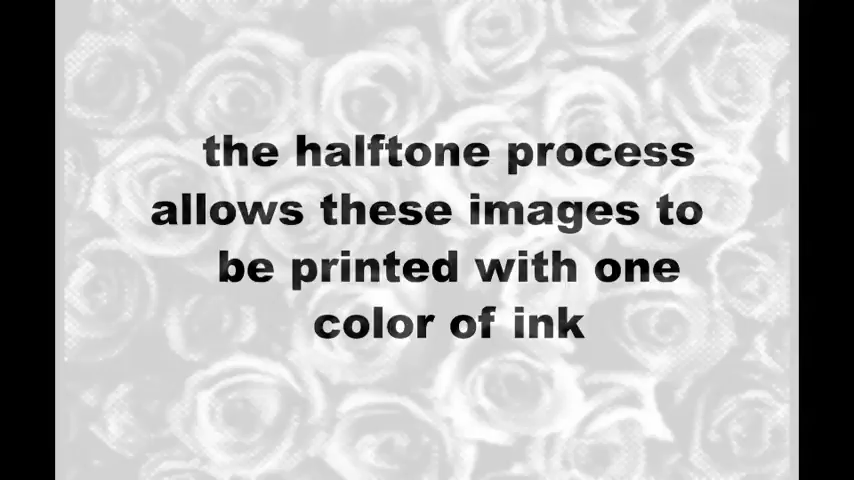 the halftone process
allows these images to
be printed with one
color of ink